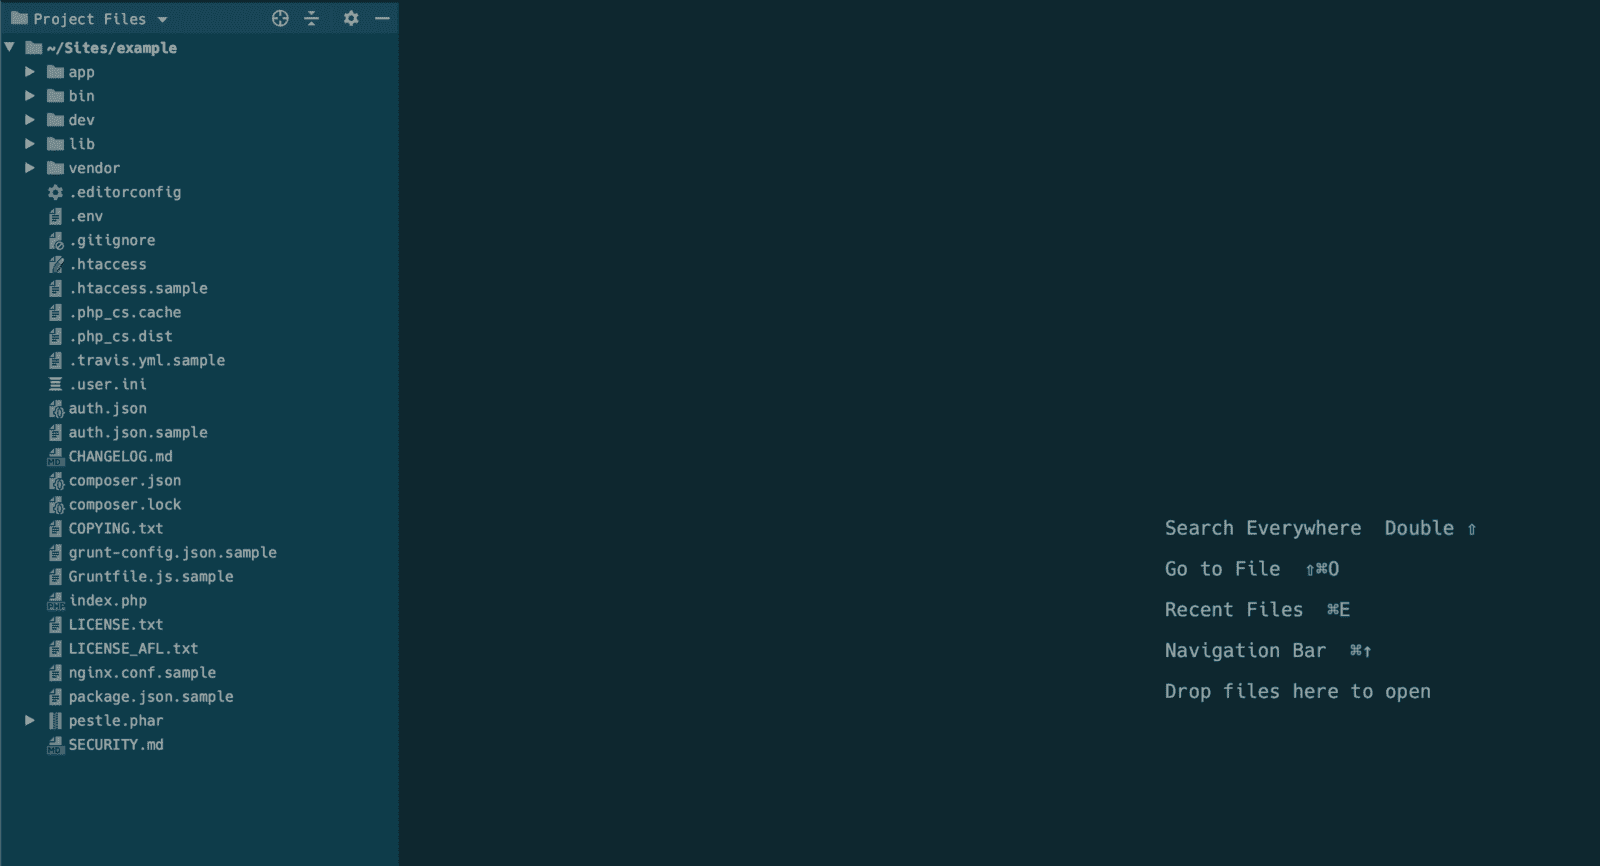 Project Files
~/Sites/example
app
bin
dev
lib
vendor
.editorconfig
.env
.gitignore
.htaccess
.htaccess.sample
.php_cs.cache
.php_cs.dist
.travis.yml.sample
.user.ini
auth.json
auth.json.sample
CHANGELOG.md
composer.json
composer.lock
COPYING.txt
grunt-config.json.sample
Gruntfile.js.sample
index.php
LICENSE.txt
LICENSE_AFL.txt
nginx.conf.sample
package.json.sample
pestle.phar
SECURITY.md
Search Everywhere Double ⇧
Go to File ⇧⌘O
Recent Files ⌘E
Navigation Bar ⌘↑
Drop files here to open